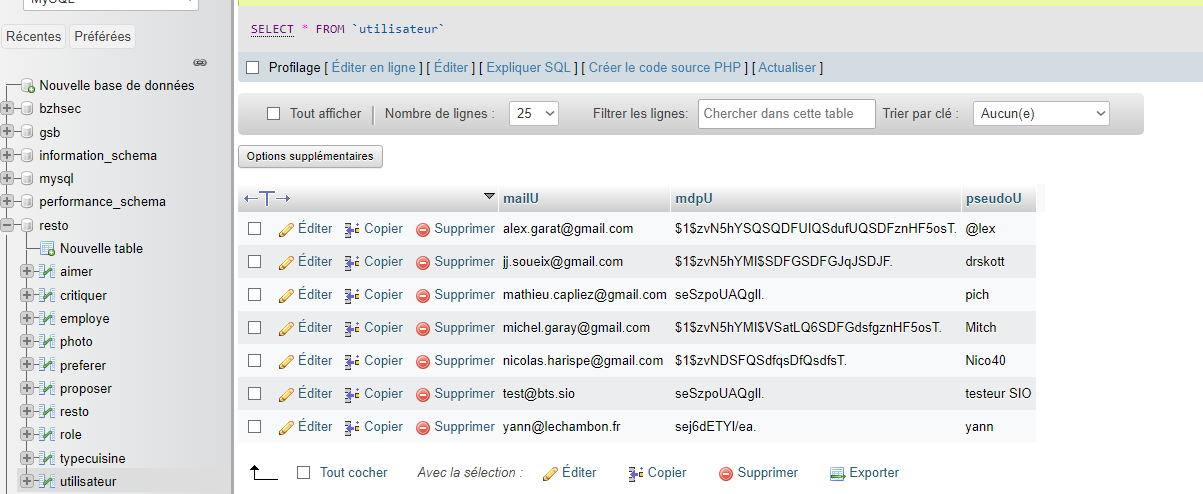 MySQL
Récentes Préférées
Nouvelle base de données
bzhsec
gsb
information_schema
mysql
performance_schema
resto
Nouvelle table
aimer
critiquer
employe
photo
preferer
proposer
resto
role
typecuisine
utilisateur
SELECT * FROM `utilisateur`
Profilage [ Éditer en ligne ] [ Éditer ] [ Expliquer SQL ] [ Créer le code source PHP ] [ Actualiser ]
Tout afficher Nombre de lignes : 25 Filtrer les lignes: Chercher dans cette table Trier par clé : Aucun(e)
Options supplémentaires
mailU mdpU pseudoU
Éditer Copier Supprimer alex.garat@gmail.com $1$zvN5hYSQSQDFUIQSdufUQSDFznHF5osT. @lex
Éditer Copier Supprimer jj.soueix@gmail.com $1$zvN5hYMI$SDFGSDFGJqJSDJF. drskott
Éditer Copier Supprimer mathieu.capliez@gmail.com seSzpoUAQgIl. pich
Éditer Copier Supprimer michel.garay@gmail.com $1$zvN5hYMI$VSatLQ6SDFGdsfgznHF5osT. Mitch
Éditer Copier Supprimer nicolas.harispe@gmail.com $1$zvNDSFQSdfqsDfQsdfsT. Nico40
Éditer Copier Supprimer test@bts.sio seSzpoUAQgIl. testeur SIO
Éditer Copier Supprimer yann@lechambon.fr sej6dETYl/ea. yann
Tout cocher Avec la sélection : Éditer Copier Supprimer Exporter